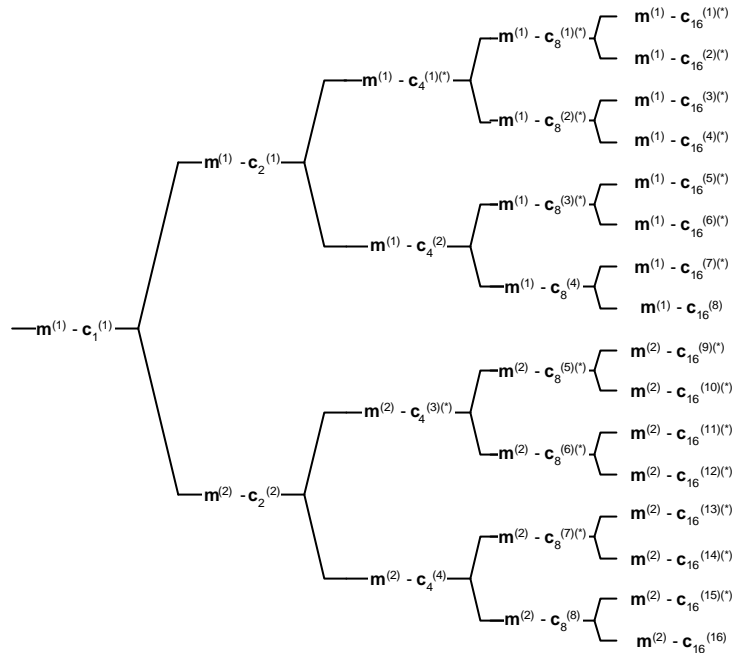 m(1) - c16(1)(*)
m(1) - c8(1)(*)
m(1) - c16(2)(*)
m(1) - c4(1)(*)
m(1) - c16(3)(*)
m(1) - c8(2)(*)
m(1) - c16(4)(*)
m(1) - c2(1)
m(1) - c16(5)(*)
m(1) - c8(3)(*)
m(1) - c16(6)(*)
m(1) - c4(2)
m(1) - c16(7)(*)
m(1) - c8(4)
m(1) - c16(8)
m(1) - c1(1)
m(2) - c16(9)(*)
m(2) - c8(5)(*)
m(2) - c16(10)(*)
m(2) - c4(3)(*)
m(2) - c16(11)(*)
m(2) - c8(6)(*)
m(2) - c16(12)(*)
m(2) - c2(2)
m(2) - c16(13)(*)
m(2) - c8(7)(*)
m(2) - c16(14)(*)
m(2) - c4(4)
m(2) - c16(15)(*)
m(2) - c8(8)
m(2) - c16(16)